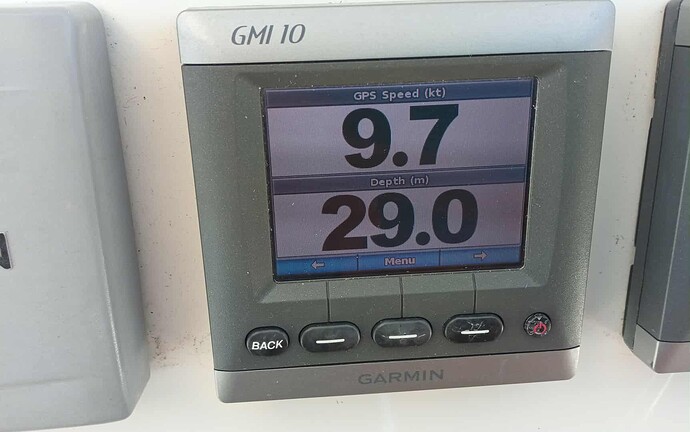 GMI 10
GPS Speed (kt)
9.7
Depth (m)
29.0
← Menu →
BACK
GARMIN